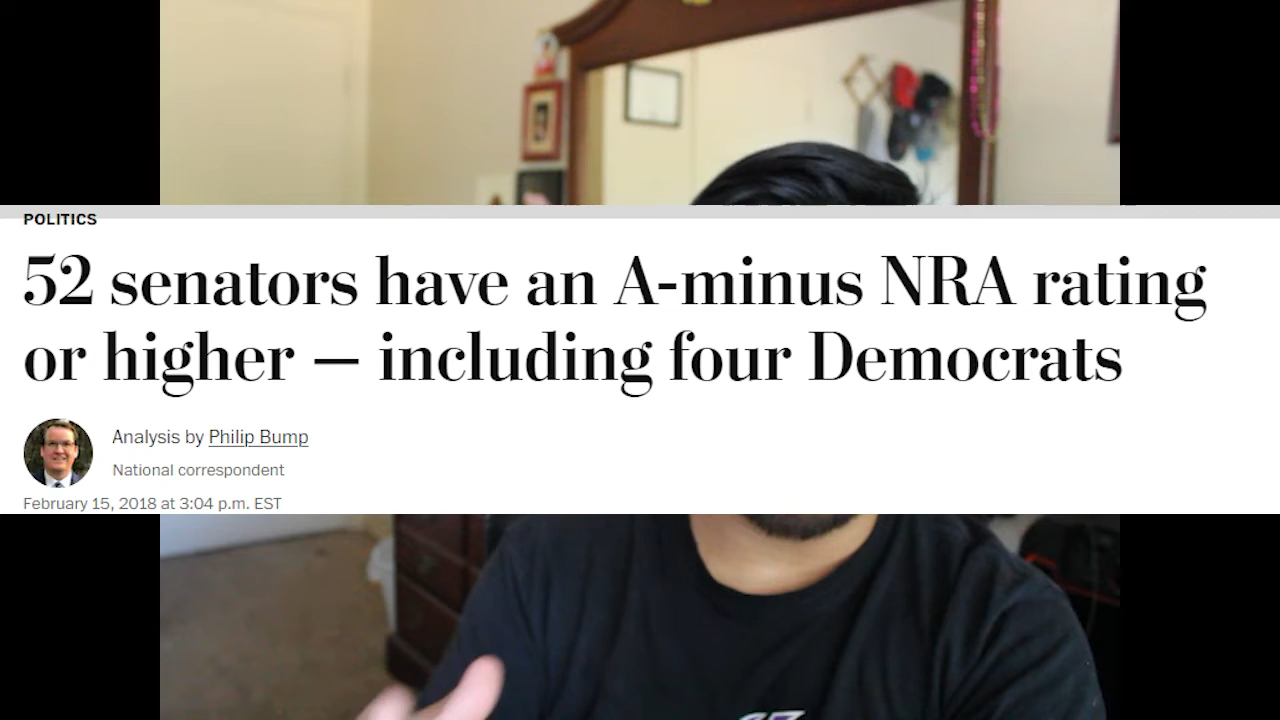 POLITICS
52 senators have an A-minus NRA rating
or higher — including four Democrats
Analysis by Philip Bump
National correspondent
February 15, 2018 at 3:04 p.m. EST